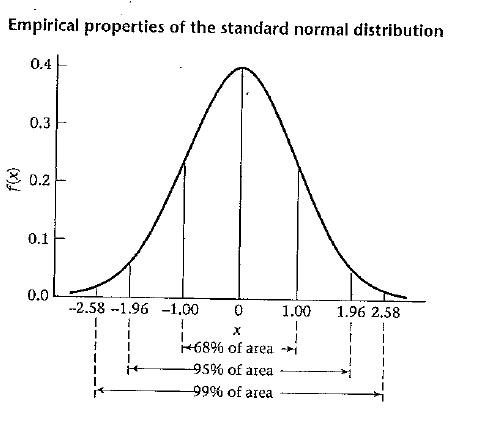 Empirical properties of the standard normal distribution
0.4
0.3
0.2
0.1
0.0
f(x)
-2.58 -1.96 -1.00 0 1.00 1.96 2.58
x
68% of area
95% of area
99% of area